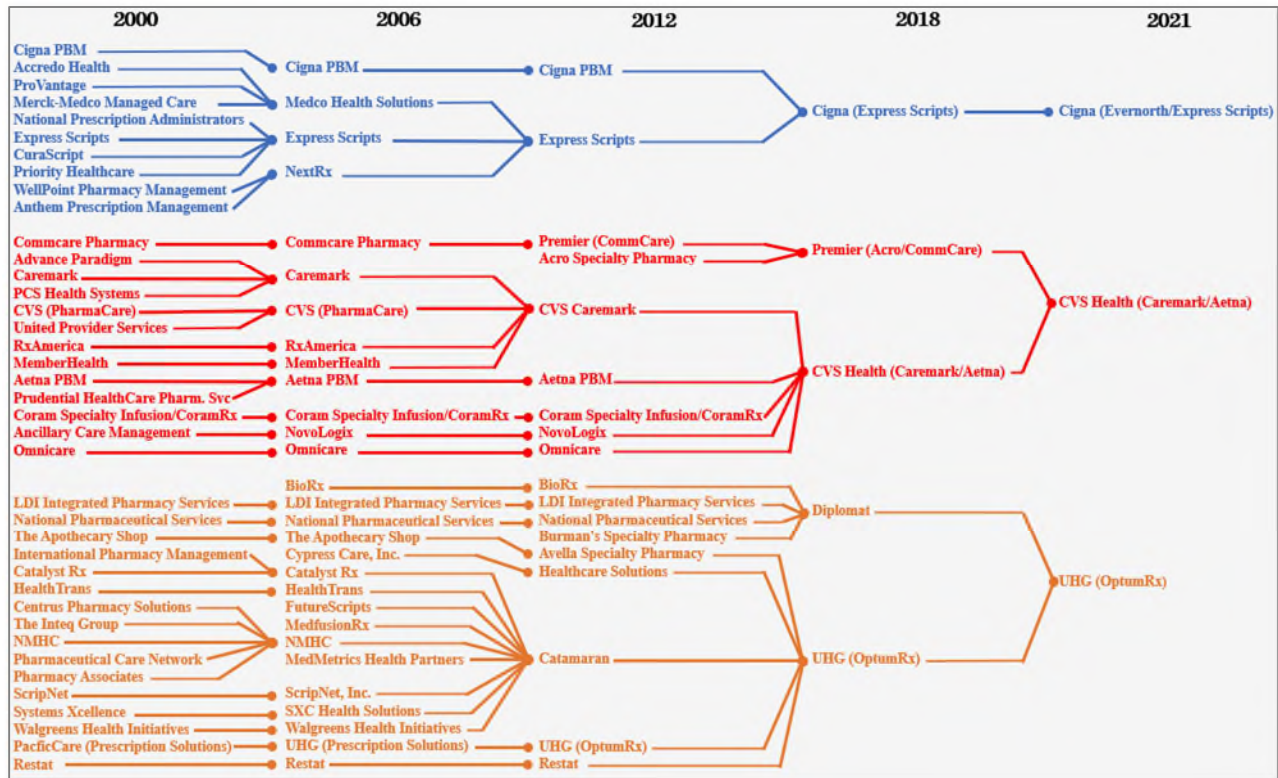 2000 2006 2012 2018 2021
Cigna PBM
Accredo Health
ProVantage
Merck-Medco Managed Care
National Prescription Administrators
Express Scripts
CuraScript
Priority Healthcare
WellPoint Pharmacy Management
Anthem Prescription Management
Cigna PBM
Medco Health Solutions
Express Scripts
NextRx
Cigna PBM
Express Scripts
Cigna (Express Scripts)
Cigna (Evernorth/Express Scripts)
Commcare Pharmacy
Advance Paradigm
Caremark
PCS Health Systems
CVS (PharmaCare)
United Provider Services
RxAmerica
MemberHealth
Aetna PBM
Prudential HealthCare Pharm. Svc
Coram Specialty Infusion/CoramRx
Ancillary Care Management
Omnicare
Commcare Pharmacy
Caremark
CVS (PharmaCare)
RxAmerica
MemberHealth
Aetna PBM
Coram Specialty Infusion/CoramRx
NovoLogix
Omnicare
Premier (CommCare)
Acro Specialty Pharmacy
CVS Caremark
Aetna PBM
Coram Specialty Infusion/CoramRx
NovoLogix
Omnicare
Premier (Acro/CommCare)
CVS Health (Caremark/Aetna)
CVS Health (Caremark/Aetna)
LDI Integrated Pharmacy Services
National Pharmaceutical Services
The Apothecary Shop
International Pharmacy Management
Catalyst Rx
HealthTrans
Centrus Pharmacy Solutions
The Inteq Group
NMHC
Pharmaceutical Care Network
Pharmacy Associates
ScripNet
Systems Xcellence
Walgreens Health Initiatives
PacficCare (Prescription Solutions)
Restat
BioRx
LDI Integrated Pharmacy Services
National Pharmaceutical Services
The Apothecary Shop
Cypress Care, Inc.
Catalyst Rx
HealthTrans
FutureScripts
MedfusionRx
NMHC
MedMetrics Health Partners
ScripNet, Inc.
SXC Health Solutions
Walgreens Health Initiatives
UHG (Prescription Solutions)
Restat
BioRx
LDI Integrated Pharmacy Services
National Pharmaceutical Services
Burman's Specialty Pharmacy
Avella Specialty Pharmacy
Healthcare Solutions
Catamaran
UHG (OptumRx)
Restat
Diplomat
UHG (OptumRx)
UHG (OptumRx)